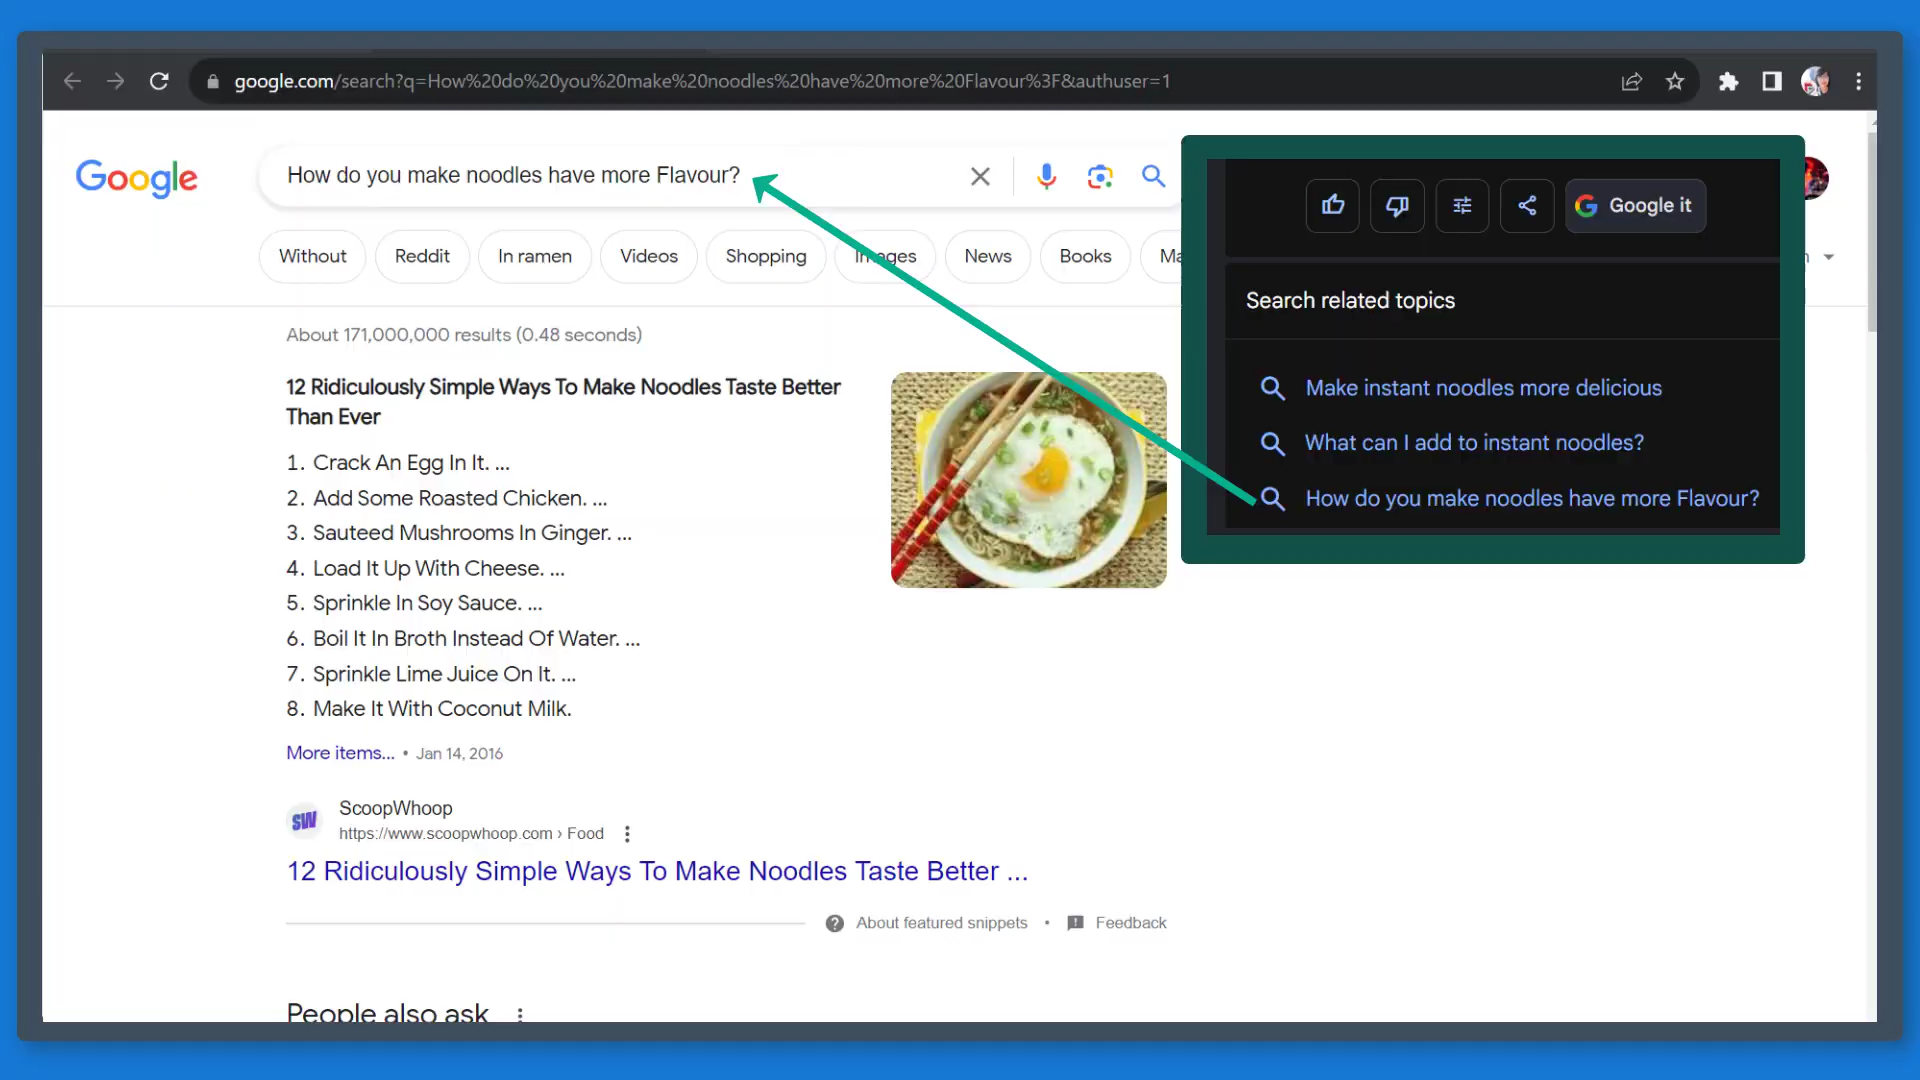 google.com/search?q=How%20do%20you%20make%20noodles%20have%20more%20Flavour%3F&authuser=1
Google
How do you make noodles have more Flavour?
Without
Reddit
In ramen
Videos
Shopping
Images
News
Books
Ma
About 171,000,000 results (0.48 seconds)
12 Ridiculously Simple Ways To Make Noodles Taste Better
Than Ever
1. Crack An Egg In It. ...
2. Add Some Roasted Chicken. ...
3. Sauteed Mushrooms In Ginger. ...
4. Load It Up With Cheese. ...
5. Sprinkle In Soy Sauce. ...
6. Boil It In Broth Instead Of Water. ...
7. Sprinkle Lime Juice On It. ...
8. Make It With Coconut Milk.
More items... • Jan 14, 2016
SW
ScoopWhoop
https://www.scoopwhoop.com › Food
12 Ridiculously Simple Ways To Make Noodles Taste Better ...
About featured snippets • Feedback
People also ask
Google it
Search related topics
Make instant noodles more delicious
What can I add to instant noodles?
How do you make noodles have more Flavour?